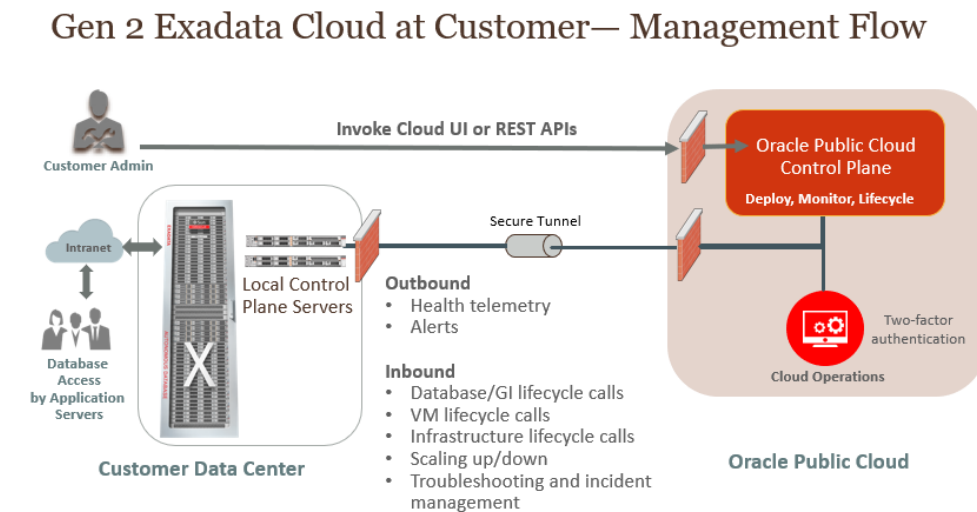 Gen 2 Exadata Cloud at Customer— Management Flow
Invoke Cloud UI or REST APIs
Customer Admin
Oracle Public Cloud
Control Plane
Deploy, Monitor, Lifecycle
Intranet
Secure Tunnel
Local Control
Plane Servers
Database
Access
by Application
Servers
X
AUTONOMOUS DATABASE
Customer Data Center
Outbound
• Health telemetry
• Alerts
Inbound
• Database/GI lifecycle calls
• VM lifecycle calls
• Infrastructure lifecycle calls
• Scaling up/down
• Troubleshooting and incident
management
Two-factor
authentication
Cloud Operations
Oracle Public Cloud